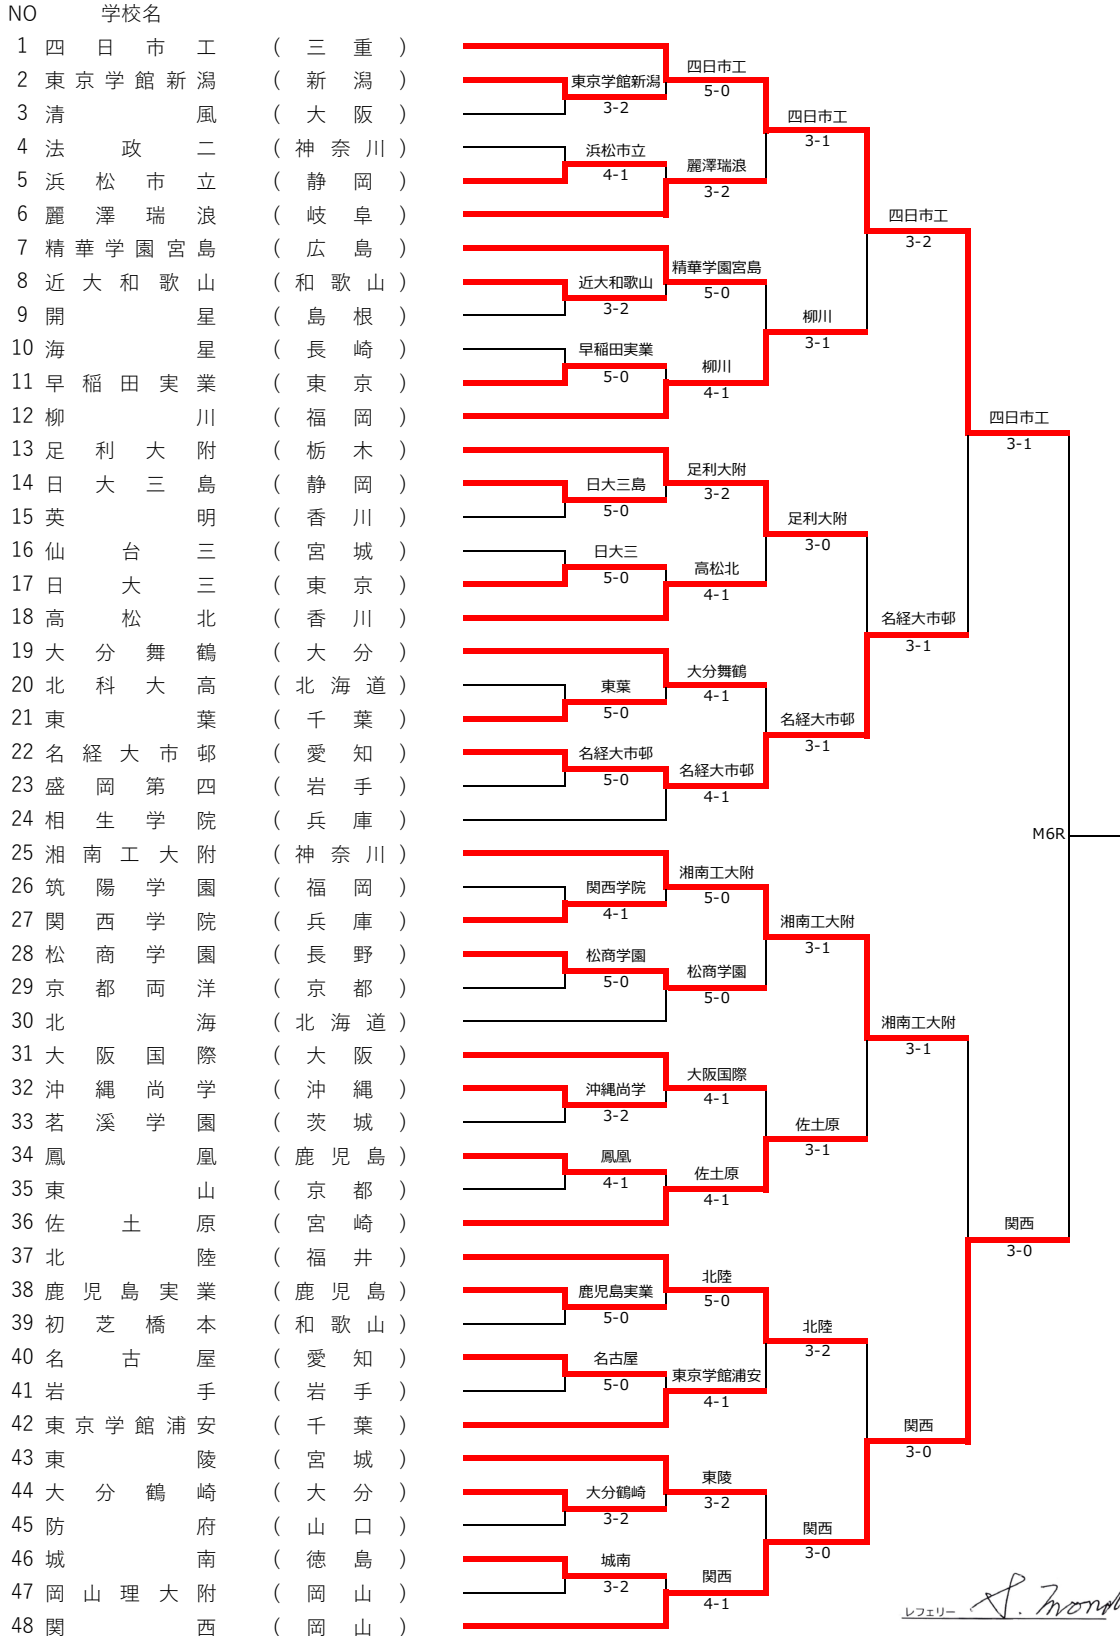 NO 学校名
1 四日市工 (三重)
2 東京学館新潟 (新潟)
3 清風 (大阪)
4 法政二 (神奈川)
5 浜松市立 (静岡)
6 麗澤瑞浪 (岐阜)
7 精華学園宮島 (広島)
8 近大和歌山 (和歌山)
9 開星 (島根)
10 海星 (長崎)
11 早稲田実業 (東京)
12 柳川 (福岡)
13 足利大附 (栃木)
14 日大三島 (静岡)
15 英明 (香川)
16 仙台三 (宮城)
17 日大三 (東京)
18 高松北 (香川)
19 大分舞鶴 (大分)
20 北科大高 (北海道)
21 東葉 (千葉)
22 名経大市邨 (愛知)
23 盛岡第四 (岩手)
24 相生学院 (兵庫)
25 湘南工大附 (神奈川)
26 筑陽学園 (福岡)
27 関西学院 (兵庫)
28 松商学園 (長野)
29 京都両洋 (京都)
30 北海 (北海道)
31 大阪国際 (大阪)
32 沖縄尚学 (沖縄)
33 茗溪学園 (茨城)
34 鳳凰 (鹿児島)
35 東山 (京都)
36 佐土原 (宮崎)
37 北陸 (福井)
38 鹿児島実業 (鹿児島)
39 初芝橋本 (和歌山)
40 名古屋 (愛知)
41 岩手 (岩手)
42 東京学館浦安 (千葉)
43 東陵 (宮城)
44 大分鶴崎 (大分)
45 防府 (山口)
46 城南 (徳島)
47 岡山理大附 (岡山)
48 関西 (岡山)
東京学館新潟
3-2
浜松市立
4-1
近大和歌山
3-2
早稲田実業
5-0
日大三島
5-0
日大三
5-0
東葉
5-0
名経大市邨
5-0
関西学院
4-1
松商学園
5-0
沖縄尚学
3-2
鳳凰
4-1
鹿児島実業
5-0
名古屋
5-0
大分鶴崎
3-2
城南
3-2
四日市工
5-0
麗澤瑞浪
3-2
精華学園宮島
5-0
柳川
4-1
足利大附
3-2
高松北
4-1
大分舞鶴
4-1
名経大市邨
4-1
湘南工大附
5-0
松商学園
5-0
大阪国際
4-1
佐土原
4-1
北陸
5-0
東京学館浦安
4-1
東陵
3-2
関西
4-1
四日市工
3-1
柳川
3-1
足利大附
3-0
名経大市邨
3-1
湘南工大附
3-1
佐土原
3-1
北陸
3-2
関西
3-0
四日市工
3-2
名経大市邨
3-1
湘南工大附
3-1
関西
3-0
四日市工
3-1
関西
3-0
M6R
レフェリー